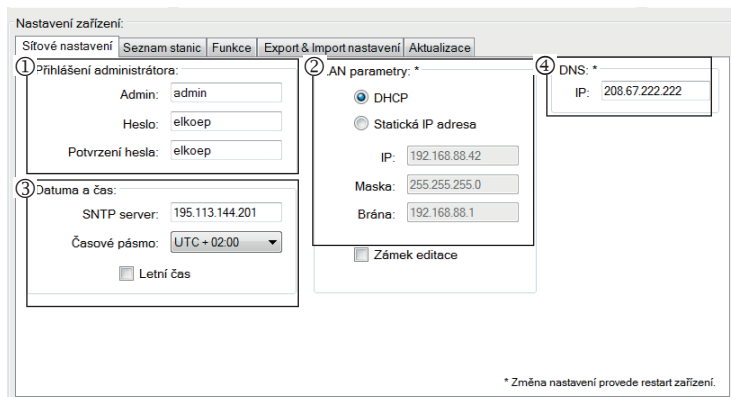 Nastavení zařízení:
Síťové nastavení Seznam stanic Funkce Export & Import nastavení Aktualizace
① Přihlášení administrátora:
Admin: admin
Heslo: elkoep
Potvrzení hesla: elkoep
② LAN parametry: *
DHCP
Statická IP adresa
IP: 192.168.88.42
Maska: 255.255.255.0
Brána: 192.168.88.1
Zámek editace
③ Datuma a čas:
SNTP server: 195.113.144.201
Časové pásmo: UTC + 02:00
Letní čas
④ DNS: *
IP: 208.67.222.222
* Změna nastavení provede restart zařízení.